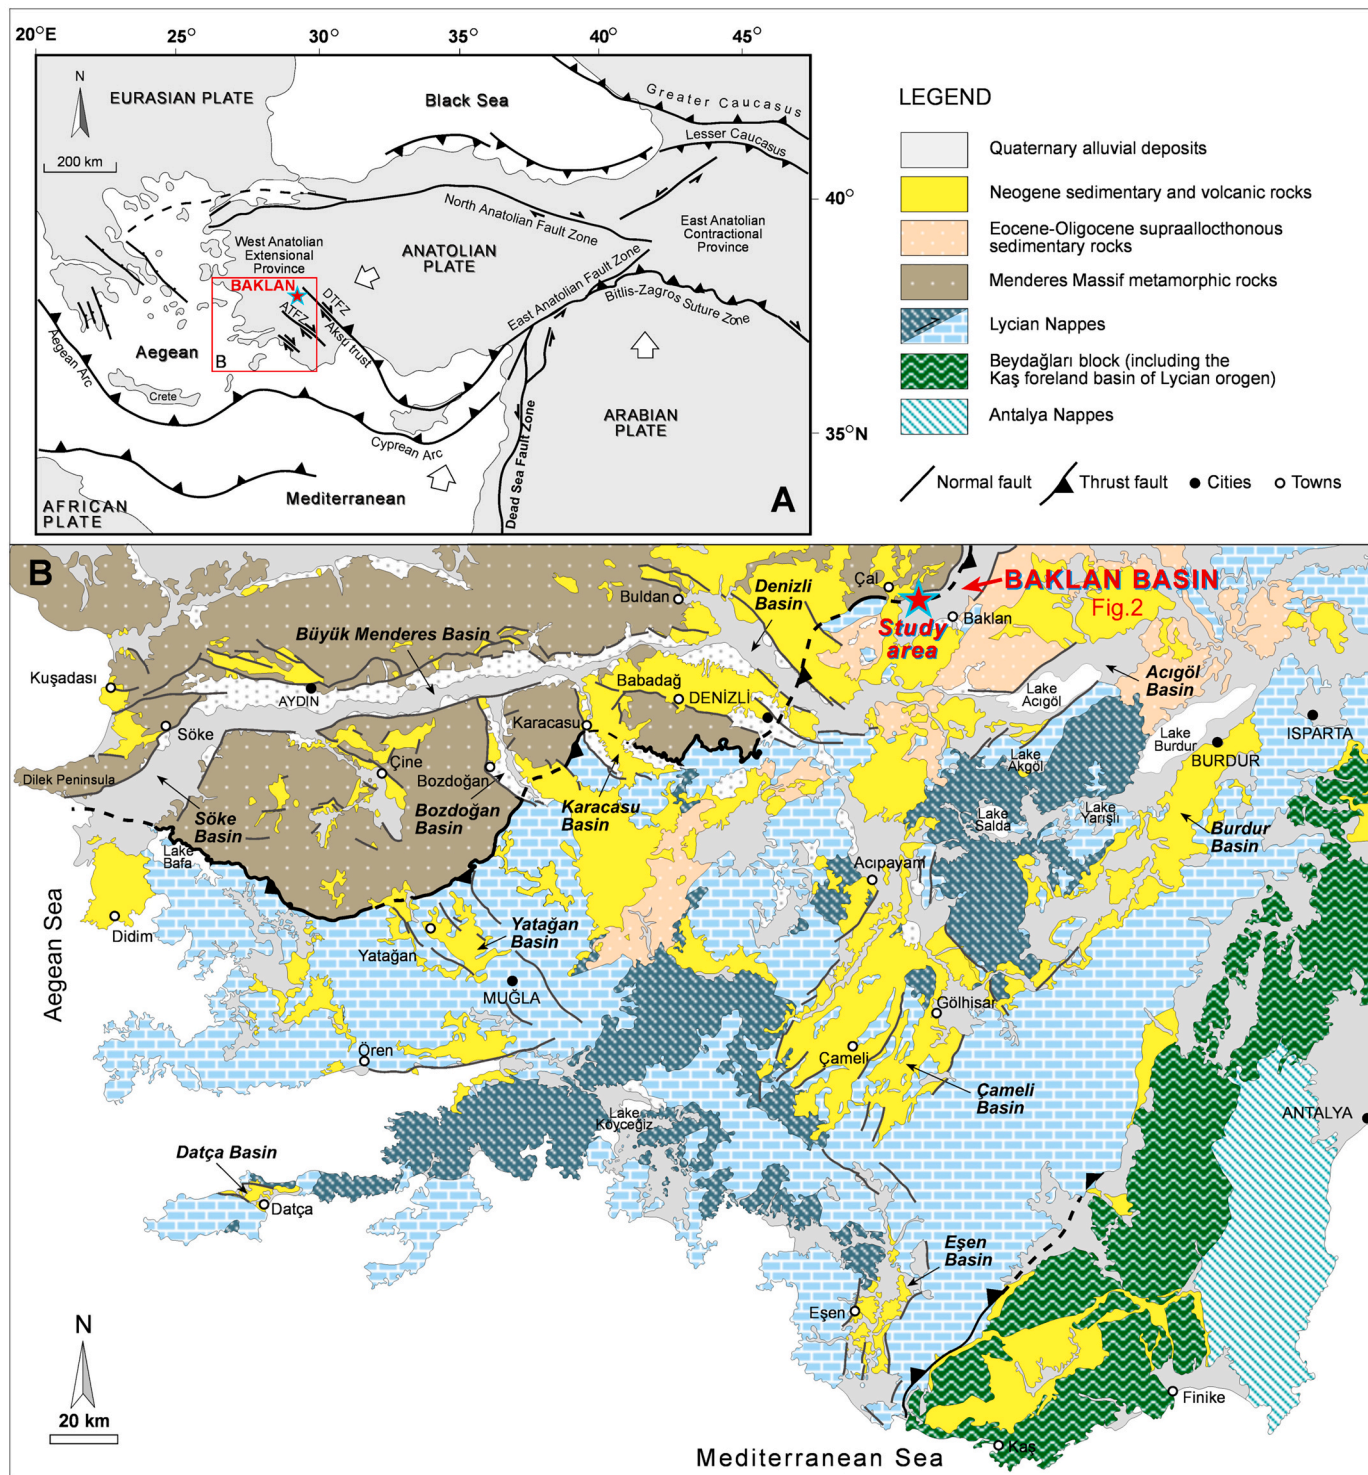 20°E
25°
30°
35°
40°
45°
N
EURASIAN PLATE
Black Sea
Greater Caucasus
Lesser Caucasus
200 km
40°
North Anatolian Fault Zone
East Anatolian
Contractional
Province
West Anatolian
Extensional
Province
ANATOLIAN
PLATE
BAKLAN
DTFZ
ATFZ
Aksu trust
East Anatolian Fault Zone
Bitlis-Zagros Suture Zone
Aegean Arc
Aegean
B
Crete
Cyprean Arc
Dead Sea Fault Zone
ARABIAN
PLATE
35°N
Mediterranean
AFRICAN
PLATE
A
LEGEND
Quaternary alluvial deposits
Neogene sedimentary and volcanic rocks
Eocene-Oligocene supraallocthonous
sedimentary rocks
Menderes Massif metamorphic rocks
Lycian Nappes
Beydağları block (including the
Kaş foreland basin of Lycian orogen)
Antalya Nappes
Normal fault
Thrust fault
Cities
Towns
B
Buldan
Denizli
Basin
Çal
BAKLAN BASIN
Fig.2
Baklan
Study
area
Büyük Menderes Basin
Kuşadası
AYDIN
Babadağ
DENİZLİ
Acıgöl
Basin
Lake
Acıgöl
Söke
Karacasu
Lake
Burdur
ISPARTA
BURDUR
Dilek Peninsula
Çine
Bozdoğan
Lake
Akgöl
Söke
Basin
Bozdoğan
Basin
Karacasu
Basin
Lake
Salda
Lake
Yarışlı
Burdur
Basin
Lake
Bafa
Acıpayam
Aegean Sea
Didim
Yatağan
Yatağan
Basin
MUĞLA
Gölhisar
Ören
Çameli
Çameli
Basin
Lake
Köyceğiz
ANTALYA
Datça Basin
Datça
Eşen
Basin
Eşen
N
20 km
Finike
Kaş
Mediterranean Sea